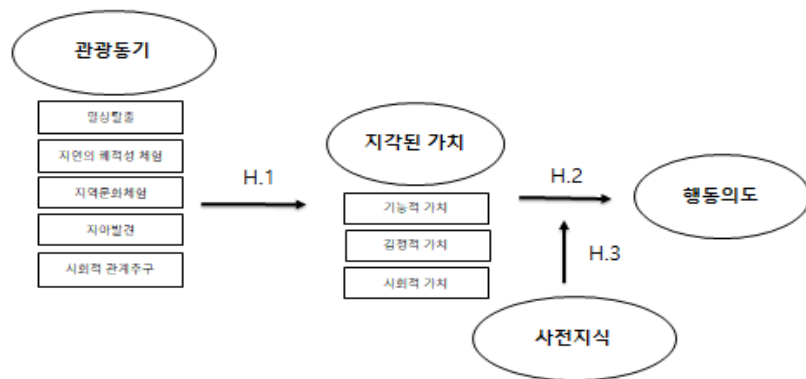 관광동기
일상탈출
자연의 쾌적성 체험
지역문화체험
자아발견
사회적 관계추구
H.1
지각된 가치
기능적 가치
감정적 가치
사회적 가치
H.2
행동의도
H.3
사전지식